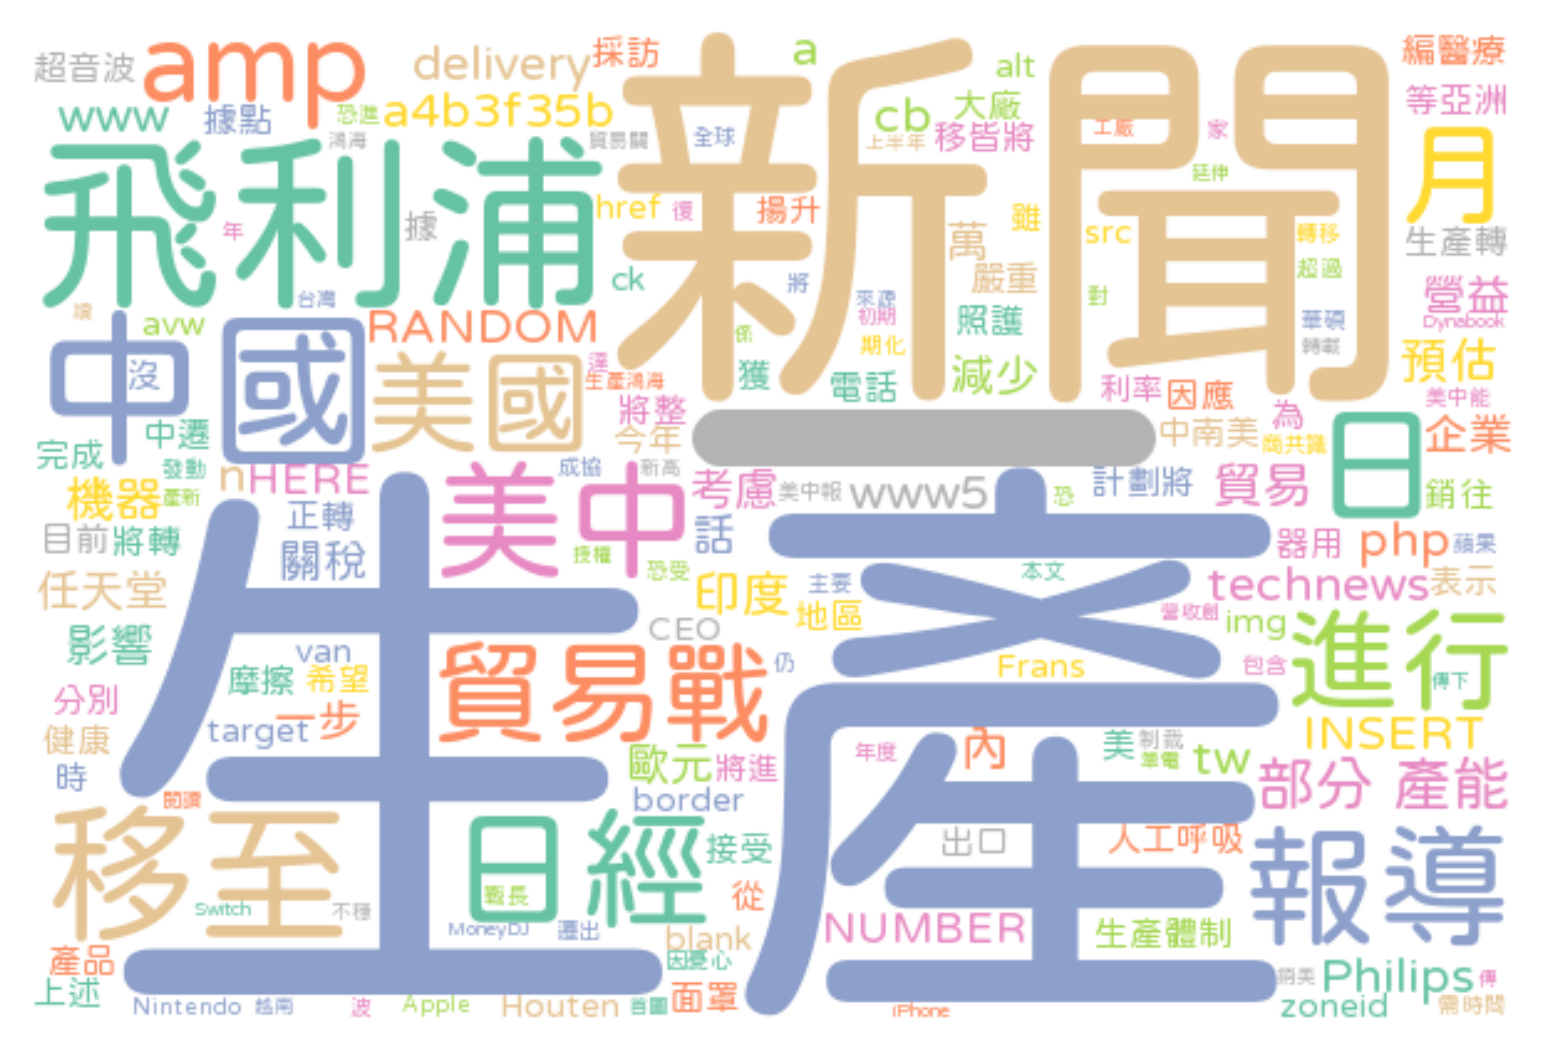 超音波 amp delivery 採訪 新聞 a alt 編醫療
www 據點 恐進 a4b3f35b cb 大廠 等亞洲
鴻海 貿易關 全球 上半年 移皆將 工廠 家 月
飛利浦 年 據 href 復 揚升 萬 雖 src 延伸 轉移 生產轉
ck 將 嚴重 對 超過 營益
台灣 來源 初期 照護 華碩 Dynabook
avw RANDOM 係 期化 轉載 預估
中國 沒 美國 澤 生產鴻海 獲 電話 減少 利率 因應 美中能
將整 今年 一 中南美 為 商共識 日 企業
完成 中遷 發動 nHERE 成協 新高 考慮 美中報 www5 恐 計劃將 貿易 銷往
機器 產新 正轉 美中 話 生產
目前 將轉 關稅 授權 恐受 本文 器用 php 蘋果
任天堂 印度 主要 technews 表示
影響 CEO 地區 營收創 img 進行
van 貿易戰 仍 Frans 包含 傳下
分別 摩擦 希望 target 一步 INSERT
健康 年度 內 美 制裁 筆電 tw
時 歐元 將進 部分 產能
閱讀 border
移至 日經 接受 出口 人工呼吸 報導
Switch 不種 戰長 從
MoneyDJ 遷出 blank NUMBER 生產體制
產品 因憂心 銷美 Philips 傳
上述 Nintendo 越南 波 Apple Houten 首圖 面罩 iPhone zoneid 需時間